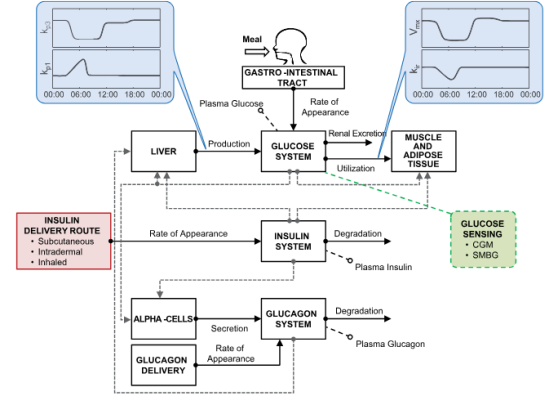 k_p3
k_p1
00:00 06:00 12:00 18:00 00:00
V_mx
k_ir
00:00 06:00 12:00 18:00 00:00
Meal
GASTRO-INTESTINAL
TRACT
Plasma Glucose
Rate of
Appearance
Renal Excretion
LIVER
Production
GLUCOSE
SYSTEM
Utilization
MUSCLE
AND
ADIPOSE
TISSUE
INSULIN
DELIVERY ROUTE
• Subcutaneous
• Intradermal
• Inhaled
Rate of Appearance
INSULIN
SYSTEM
Degradation
Plasma Insulin
GLUCOSE
SENSING
• CGM
• SMBG
ALPHA-CELLS
Secretion
GLUCAGON
SYSTEM
Degradation
Plasma Glucagon
GLUCAGON
DELIVERY
Rate of
Appearance